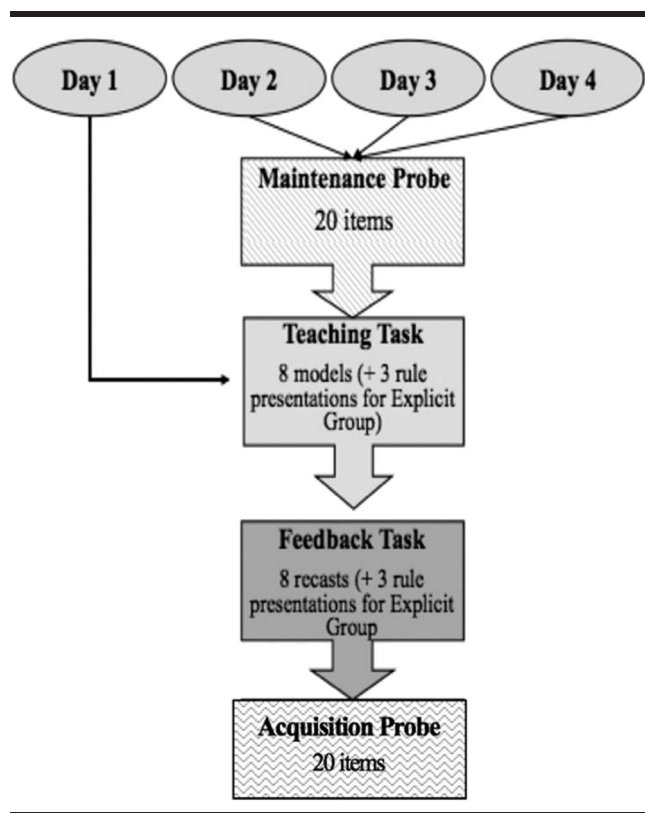 Day 1 Day 2 Day 3 Day 4
Maintenance Probe
20 items
Teaching Task
8 models (+ 3 rule
presentations for Explicit
Group)
Feedback Task
8 recasts (+ 3 rule
presentations for Explicit
Group
Acquisition Probe
20 items